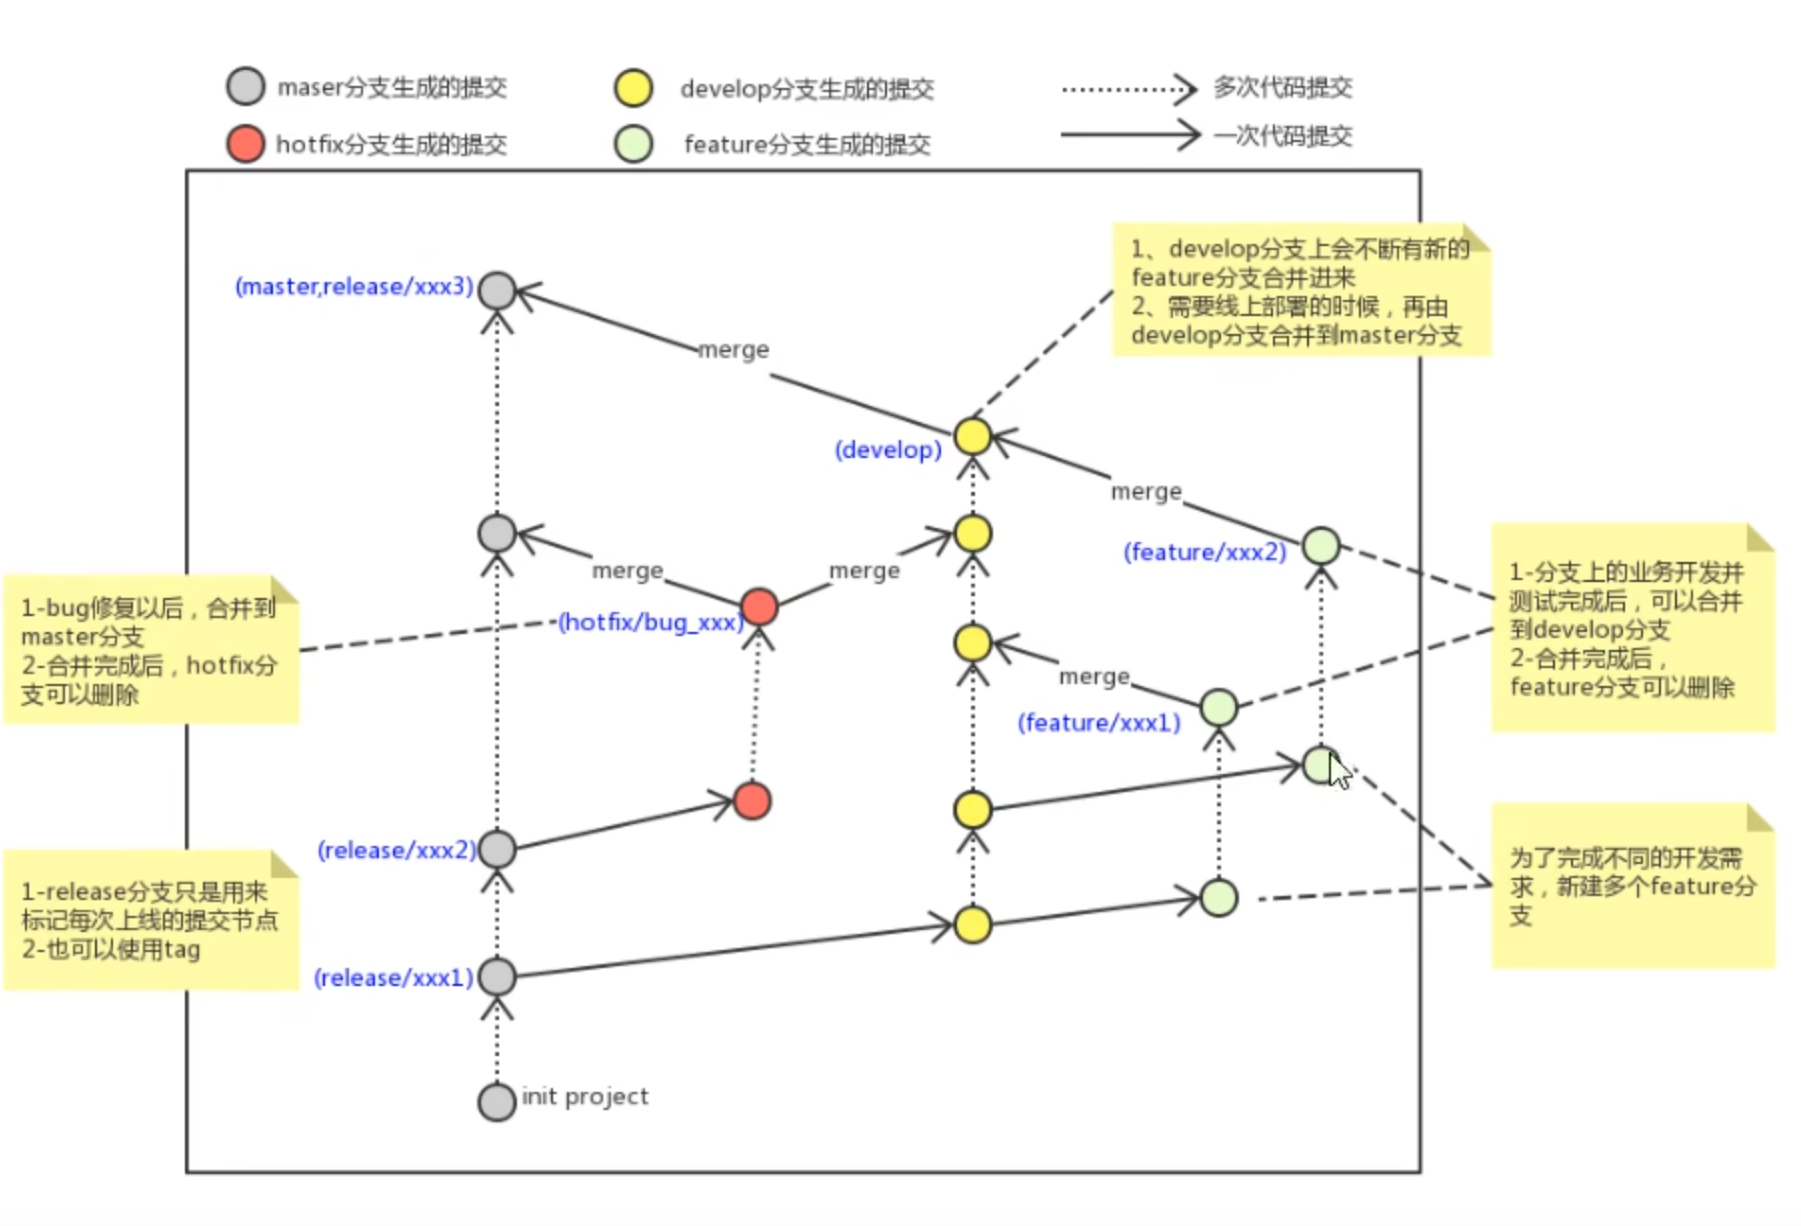 maser分支生成的提交
develop分支生成的提交
多次代码提交
hotfix分支生成的提交
feature分支生成的提交
一次代码提交
1、develop分支上会不断有新的
feature分支合并进来
2、需要线上部署的时候，再由
develop分支合并到master分支
(master,release/xxx3)
merge
(develop)
merge
(feature/xxx2)
merge
merge
1-bug修复以后，合并到
master分支
2-合并完成后，hotfix分
支可以删除
(hotfix/bug_xxx)
1-分支上的业务开发并
测试完成后，可以合并
到develop分支
2-合并完成后，
feature分支可以删除
merge
(feature/xxx1)
(release/xxx2)
1-release分支只是用来
标记每次上线的提交节点
2-也可以使用tag
为了完成不同的开发需
求，新建多个feature分
支
(release/xxx1)
init project